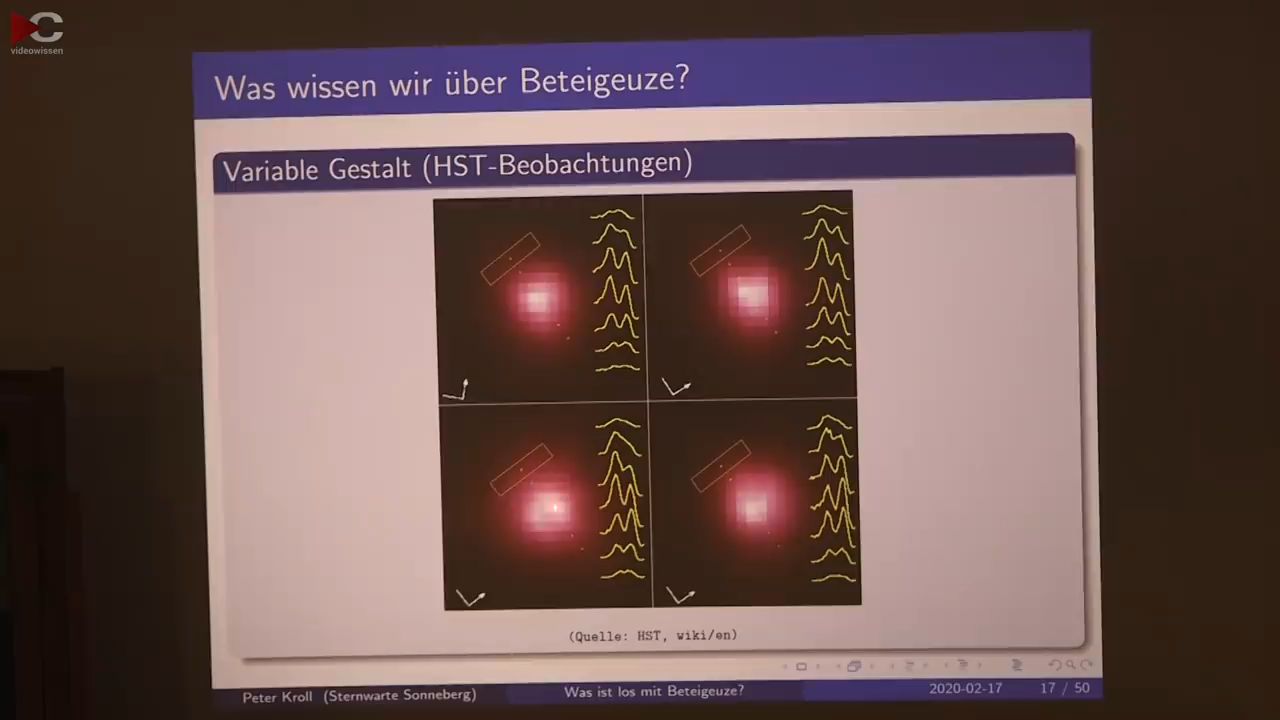 C
videowissen
Was wissen wir über Beteigeuze?
Variable Gestalt (HST-Beobachtungen)
(Quelle: HST, wiki/en)
Peter Kroll (Sternwarte Sonneberg)
Was ist los mit Beteigeuze?
2020-02-17
17 / 50